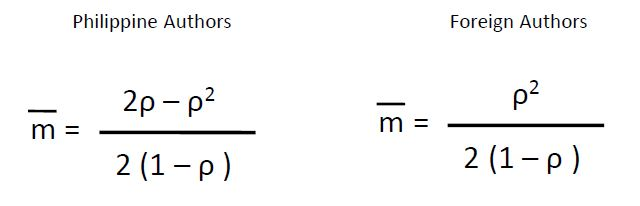 Philippine Authors
m̅ = (2ρ – ρ²) / (2 (1 – ρ ))
Foreign Authors
m̅ = ρ² / (2 (1 – ρ ))